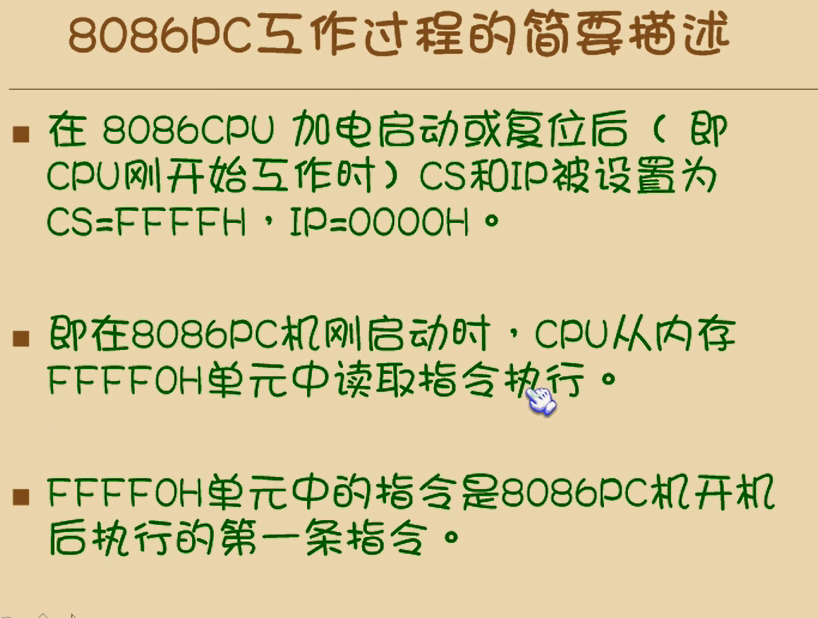 8086PC工作过程的简要描述
■ 在 8086CPU 加电启动或复位后（ 即
CPU刚开始工作时）CS和IP被设置为
CS=FFFFH，IP=0000H。
■ 即在8086PC机刚启动时，CPU从内存
FFFF0H单元中读取指令执行。
■ FFFF0H单元中的指令是8086PC机开机
后执行的第一条指令。